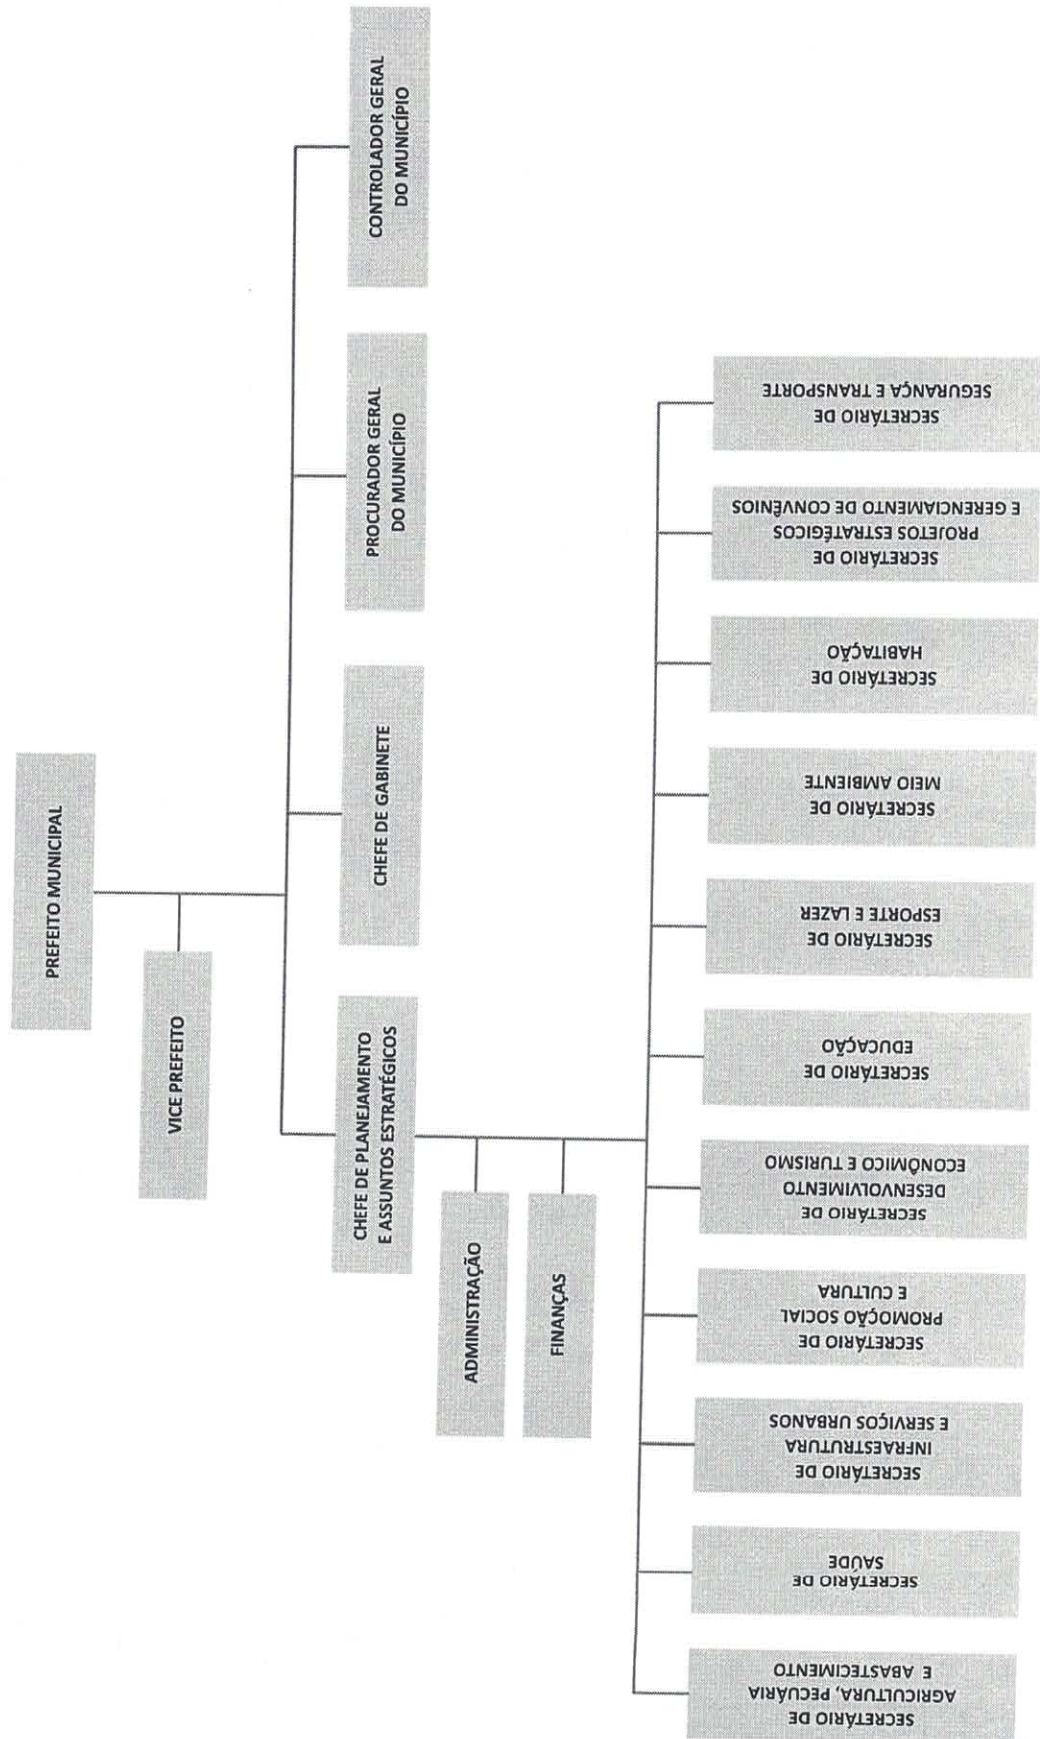 PREFEITO MUNICIPAL
VICE PREFEITO
CHEFE DE PLANEJAMENTO
E ASSUNTOS ESTRATÉGICOS
CHEFE DE GABINETE
PROCURADOR GERAL
DO MUNICÍPIO
CONTROLADOR GERAL
DO MUNICÍPIO
ADMINISTRAÇÃO
FINANÇAS
SECRETÁRIO DE
AGRICULTURA, PECUÁRIA
E ABASTECIMENTO
SECRETÁRIO DE
SAÚDE
SECRETÁRIO DE
INFRAESTRUTURA
E SERVIÇOS URBANOS
SECRETÁRIO DE
PROMOÇÃO SOCIAL
E CULTURA
SECRETÁRIO DE
DESENVOLVIMENTO
ECONÔMICO E TURISMO
SECRETÁRIO DE
EDUCAÇÃO
SECRETÁRIO DE
ESPORTE E LAZER
SECRETÁRIO DE
MEIO AMBIENTE
SECRETÁRIO DE
HABITAÇÃO
SECRETÁRIO DE
PROJETOS ESTRATÉGICOS
E GERENCIAMENTO DE CONVÊNIOS
SECRETÁRIO DE
SEGURANÇA E TRANSPORTE